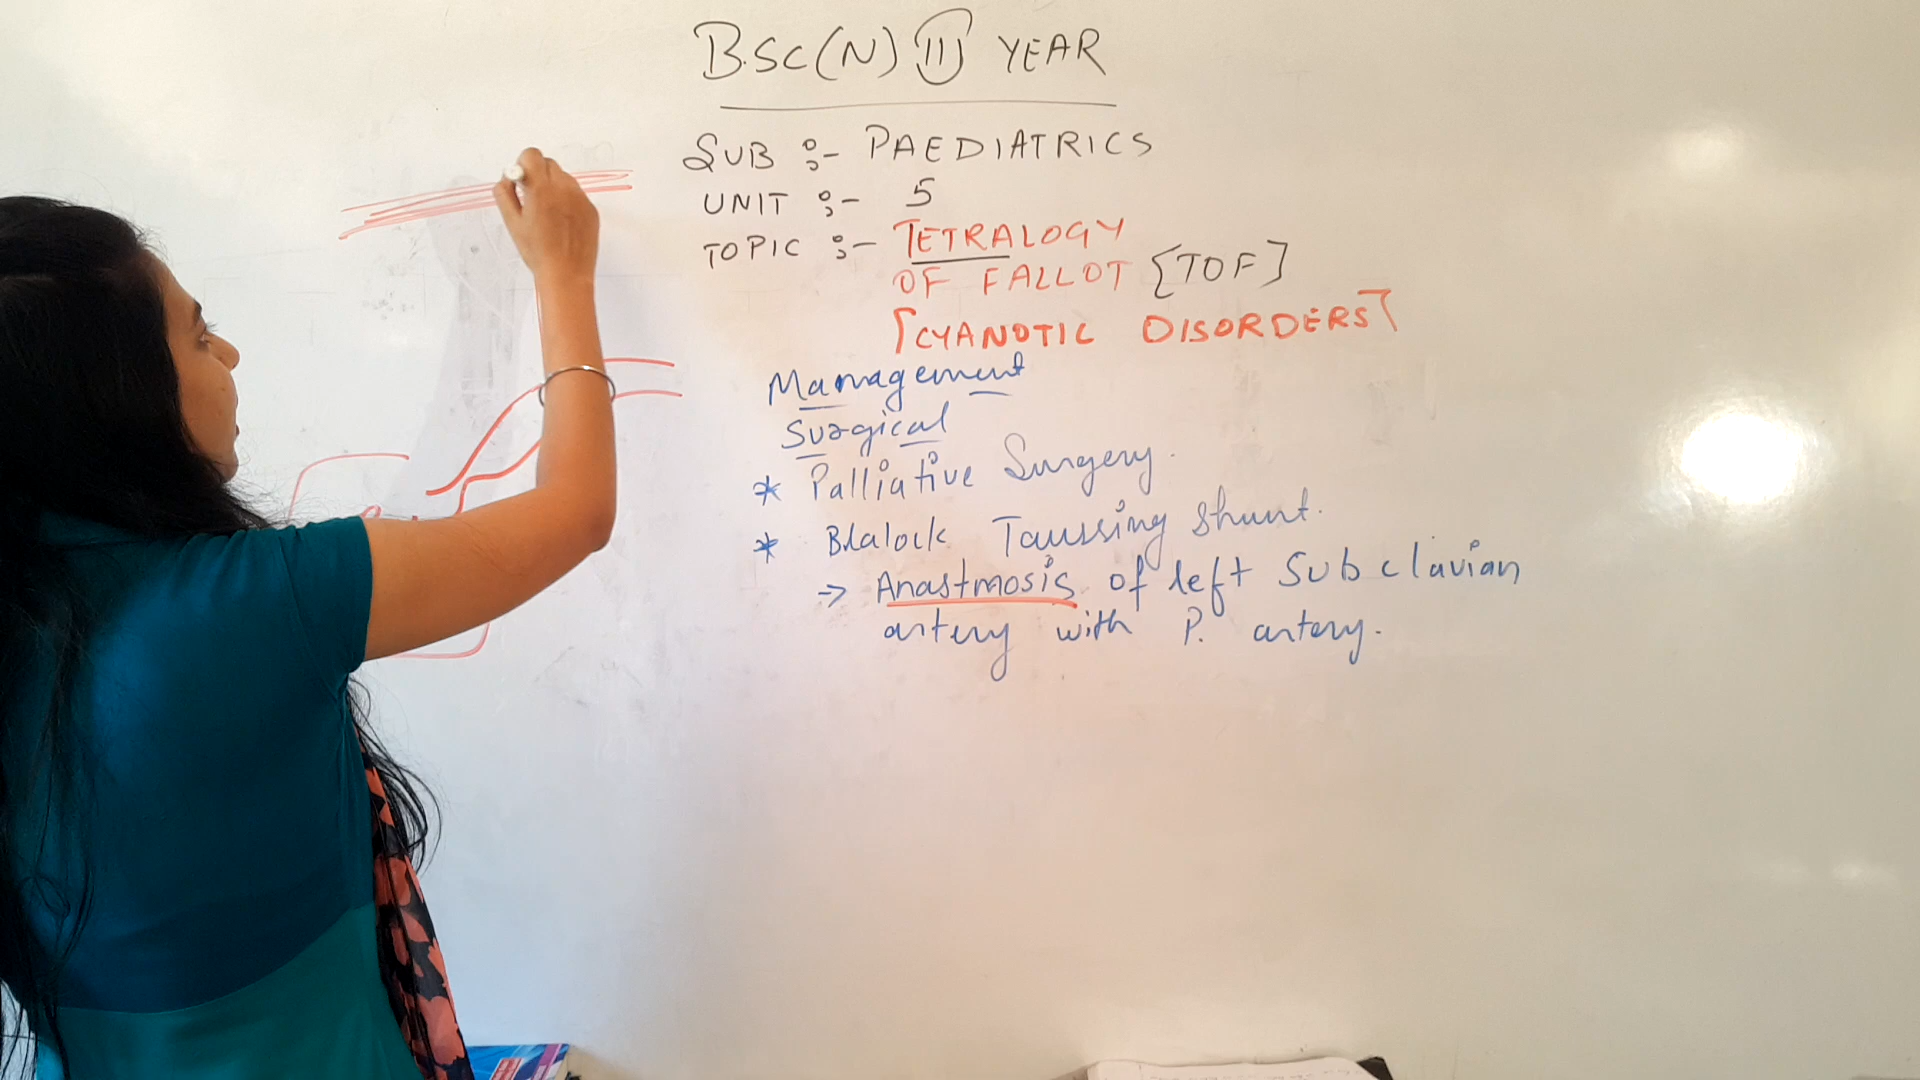 B.SC(N) III YEAR
SUB :- PAEDIATRICS
UNIT :- 5
TOPIC :- TETRALOGY
OF FALLOT [TOF]
[CYANOTIC DISORDERS]
Management
Surgical
* Palliative Surgery.
* Blalock Taussing shunt.
→ Anastmosis of left Subclavian
artery with P. artery.